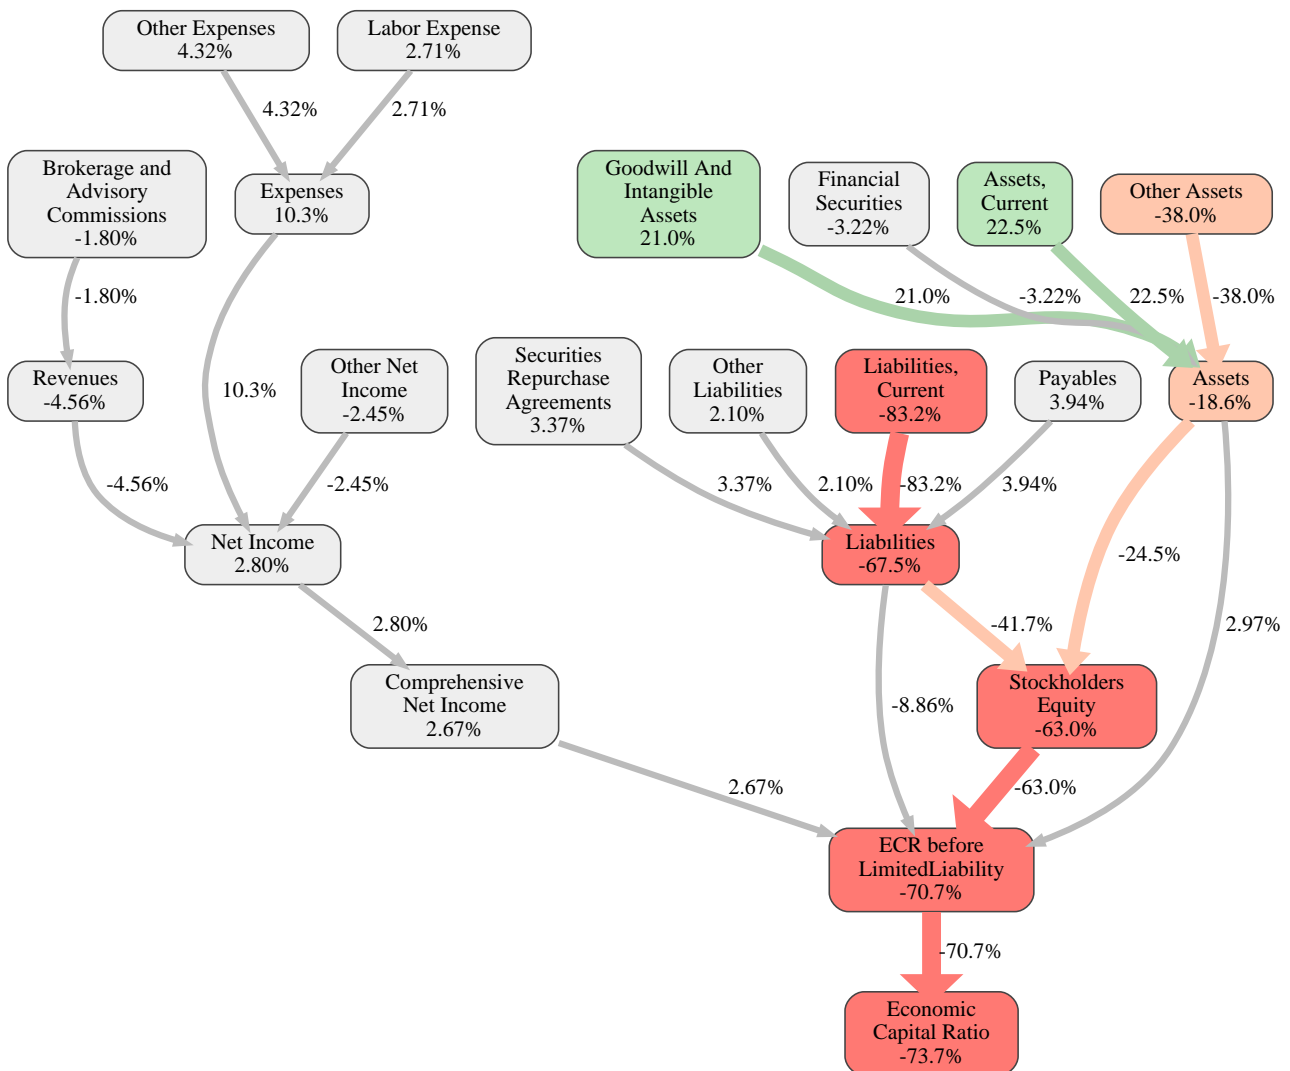 Other Expenses
4.32%
Labor Expense
2.71%
4.32%
2.71%
Brokerage and
Advisory
Commissions
-1.80%
Expenses
10.3%
Goodwill And
Intangible
Assets
21.0%
Financial
Securities
-3.22%
Assets,
Current
22.5%
Other Assets
-38.0%
-1.80%
21.0%
-3.22%
22.5%
-38.0%
Revenues
-4.56%
10.3%
Other Net
Income
-2.45%
Securities
Repurchase
Agreements
3.37%
Other
Liabilities
2.10%
Liabilities,
Current
-83.2%
Payables
3.94%
Assets
-18.6%
-4.56%
-2.45%
3.37%
2.10%
-83.2%
3.94%
Net Income
2.80%
Liabilities
-67.5%
-24.5%
2.80%
-41.7%
2.97%
Comprehensive
Net Income
2.67%
-8.86%
Stockholders
Equity
-63.0%
2.67%
-63.0%
ECR before
LimitedLiability
-70.7%
-70.7%
Economic
Capital Ratio
-73.7%